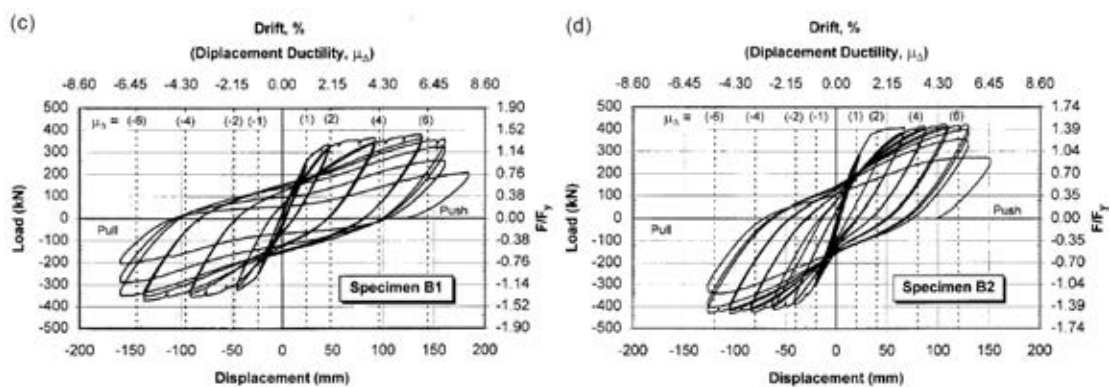 (c)
Drift, %
(Diplacement Ductility, μΔ)
-8.60 -6.45 -4.30 -2.15 0.00 2.15 4.30 6.45 8.60
500 400 300 200 100 0 -100 -200 -300 -400 -500
Load (kN)
μΔ = (-6) (-4) (-2) (-1) (1) (2) (4) (6)
Pull
Push
Specimen B1
1.90 1.52 1.14 0.76 0.38 0.00 -0.38 -0.76 -1.14 -1.52 -1.90
F/Fy
-200 -150 -100 -50 0 50 100 150 200
Displacement (mm)
(d)
Drift, %
(Diplacement Ductility, μΔ)
-8.60 -6.45 -4.30 -2.15 0.00 2.15 4.30 6.45 8.60
500 400 300 200 100 0 -100 -200 -300 -400 -500
Load (kN)
μΔ = (-6) (-4) (-2) (-1) (1) (2) (4) (6)
Pull
Push
Specimen B2
1.74 1.39 1.04 0.70 0.35 0.00 -0.35 -0.70 -1.04 -1.39 -1.74
F/Fy
-200 -150 -100 -50 0 50 100 150 200
Displacement (mm)